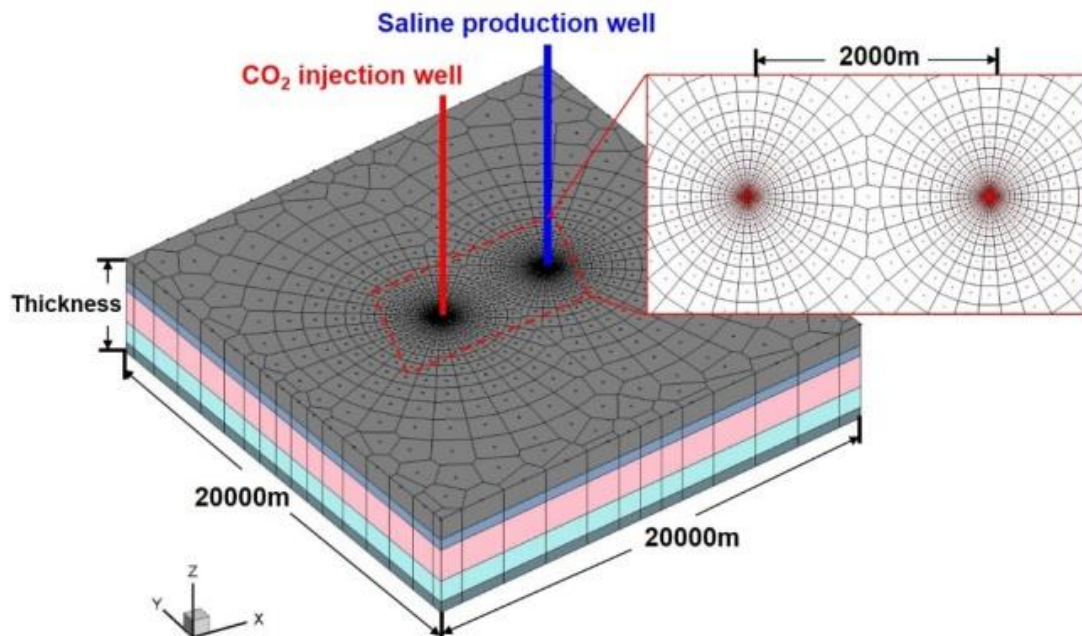 Saline production well
CO₂ injection well
2000m
Thickness
20000m
20000m
Z
Y
X